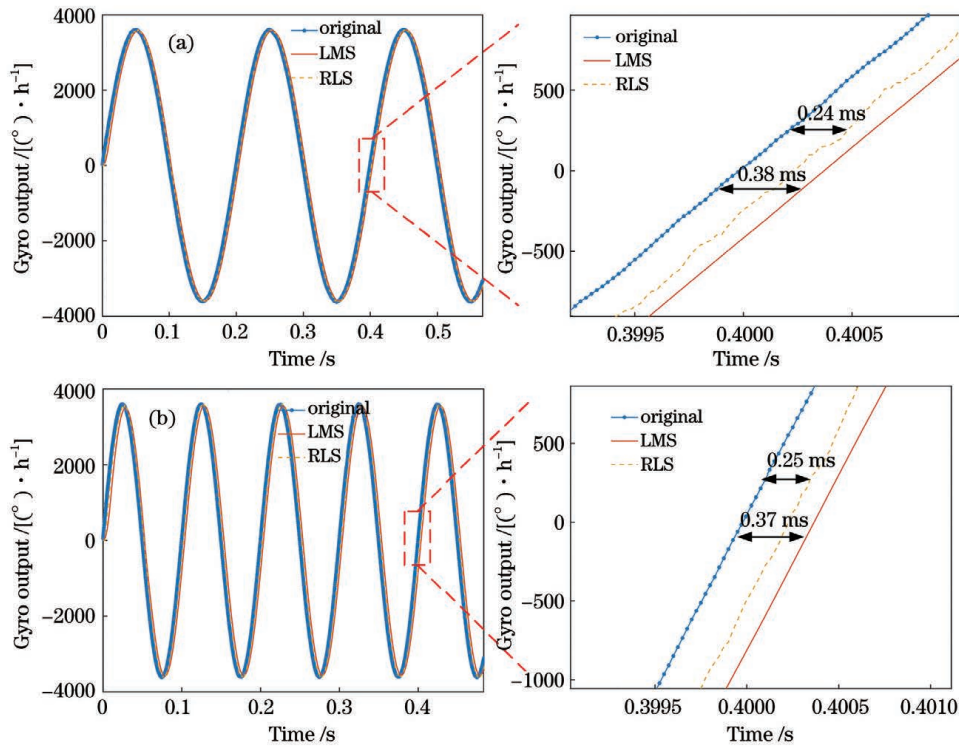 (a)
original
LMS
RLS
4000
2000
0
−2000
−4000
Gyro output /[(°)·h⁻¹]
0
0.1
0.2
0.3
0.4
0.5
Time /s
original
LMS
RLS
0.24 ms
0.38 ms
500
0
−500
Gyro output /[(°)·h⁻¹]
0.3995
0.4000
0.4005
Time /s
(b)
original
LMS
RLS
4000
2000
0
−2000
−4000
Gyro output /[(°)·h⁻¹]
0
0.1
0.2
0.3
0.4
Time /s
original
LMS
RLS
0.25 ms
0.37 ms
500
0
−500
−1000
Gyro output /[(°)·h⁻¹]
0.3995
0.4000
0.4005
0.4010
Time /s